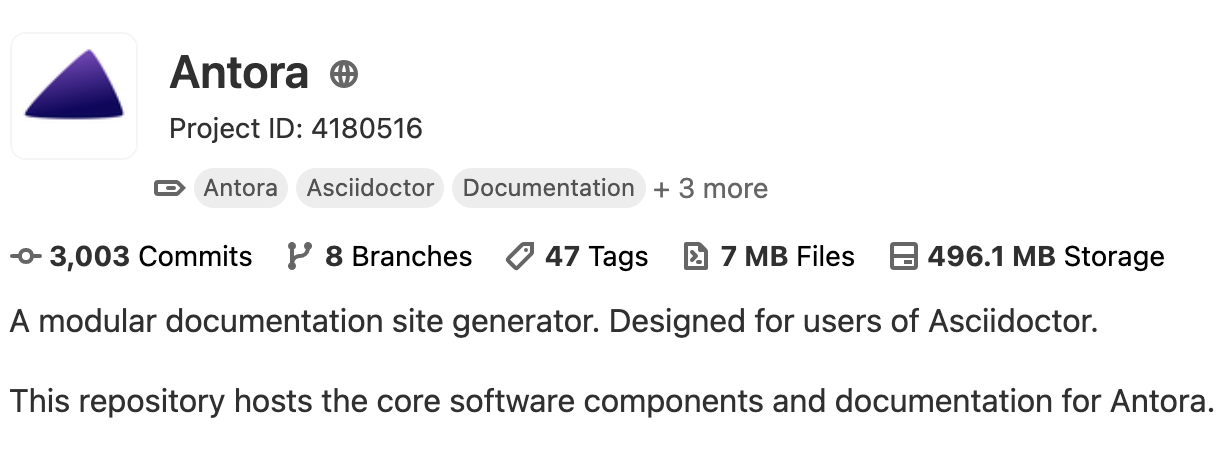 Antora
Project ID: 4180516
Antora Asciidoctor Documentation + 3 more
3,003 Commits 8 Branches 47 Tags 7 MB Files 496.1 MB Storage
A modular documentation site generator. Designed for users of Asciidoctor.
This repository hosts the core software components and documentation for Antora.